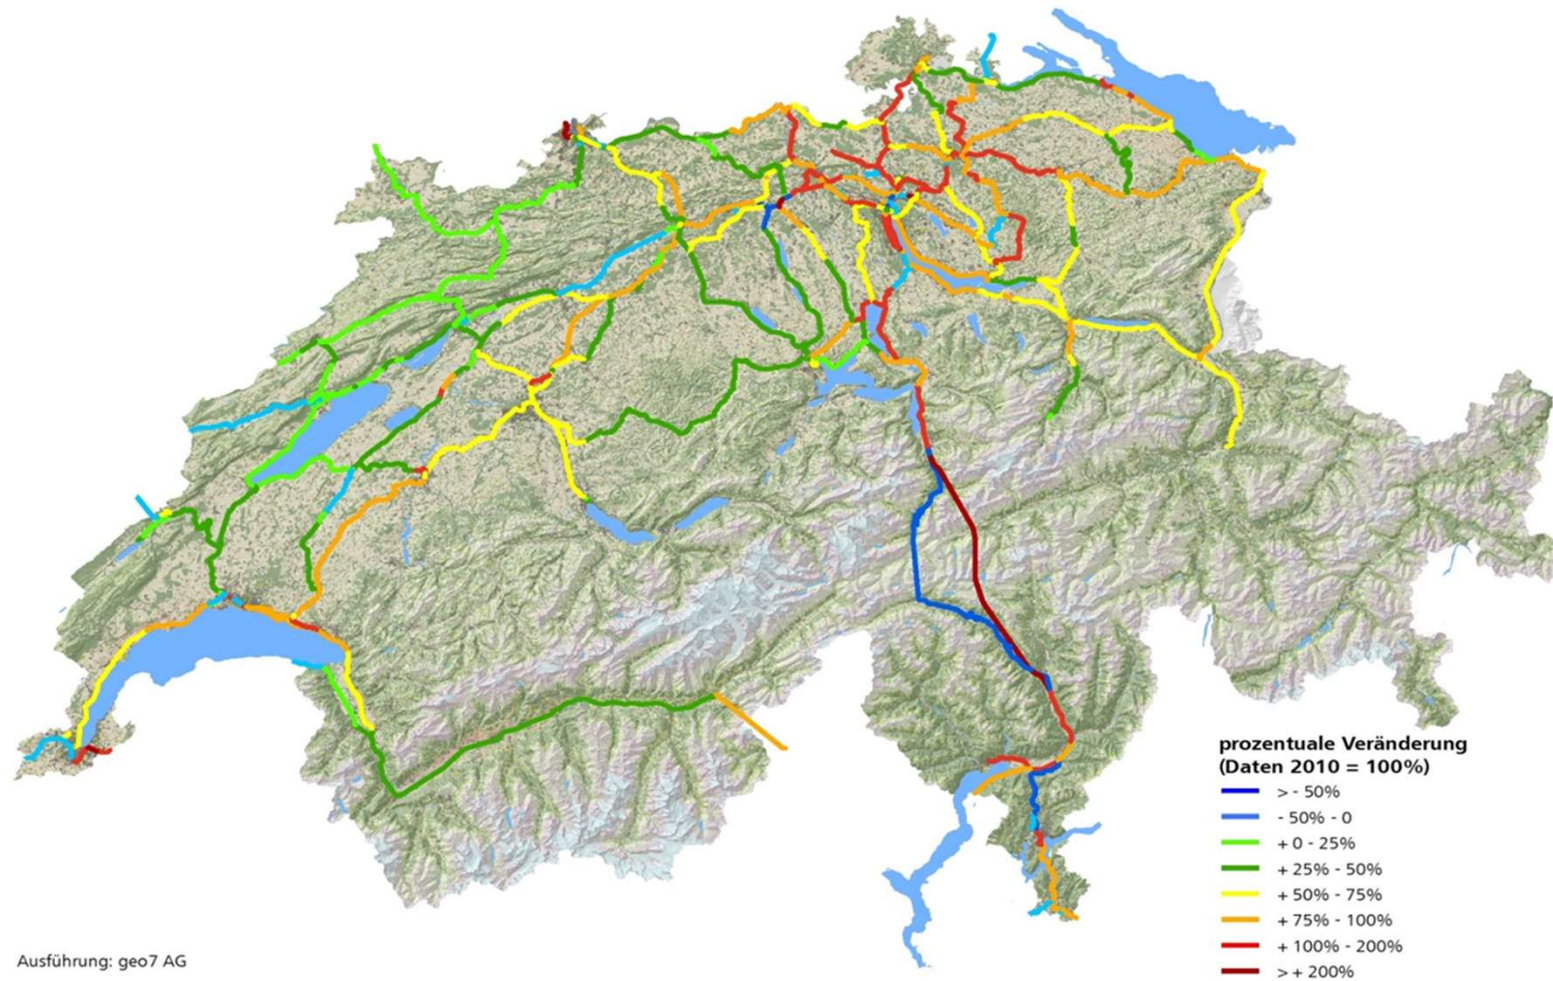 prozentuale Veränderung
(Daten 2010 = 100%)
> - 50%
- 50% - 0
+ 0 - 25%
+ 25% - 50%
+ 50% - 75%
+ 75% - 100%
+ 100% - 200%
> + 200%
Ausführung: geo7 AG